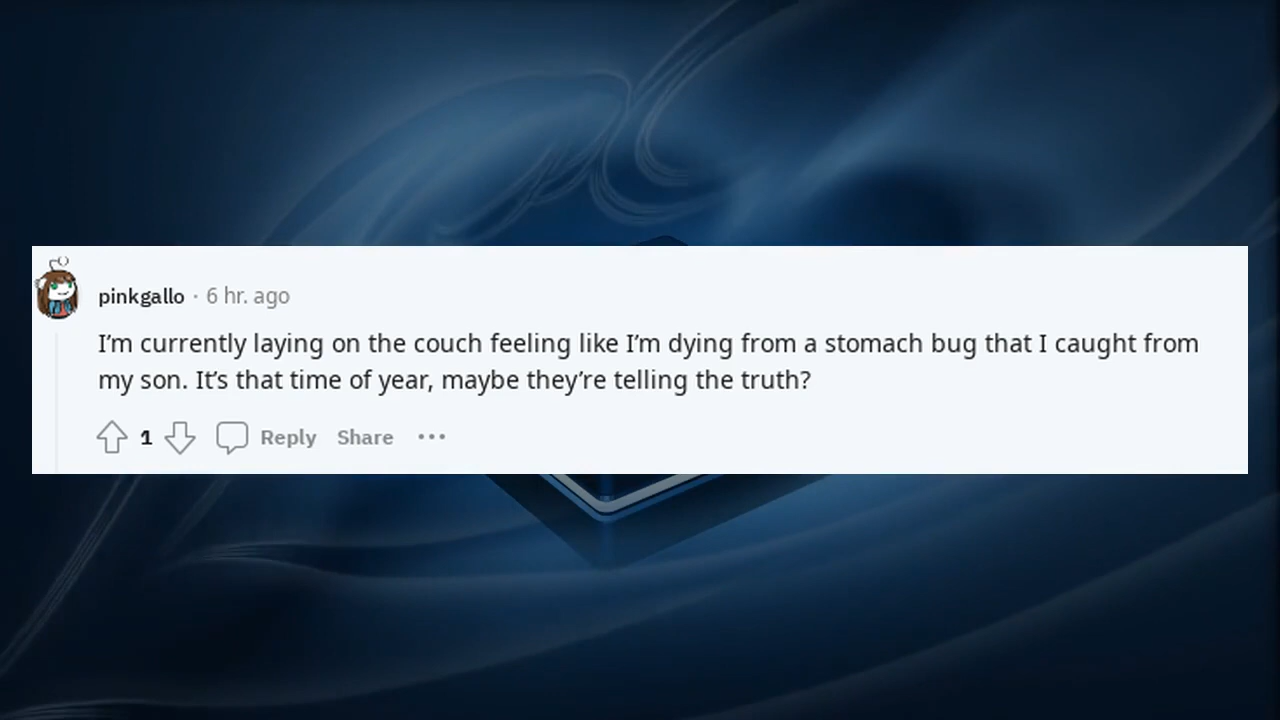 pinkgallo · 6 hr. ago
I’m currently laying on the couch feeling like I’m dying from a stomach bug that I caught from
my son. It’s that time of year, maybe they’re telling the truth?
1 Reply Share ···